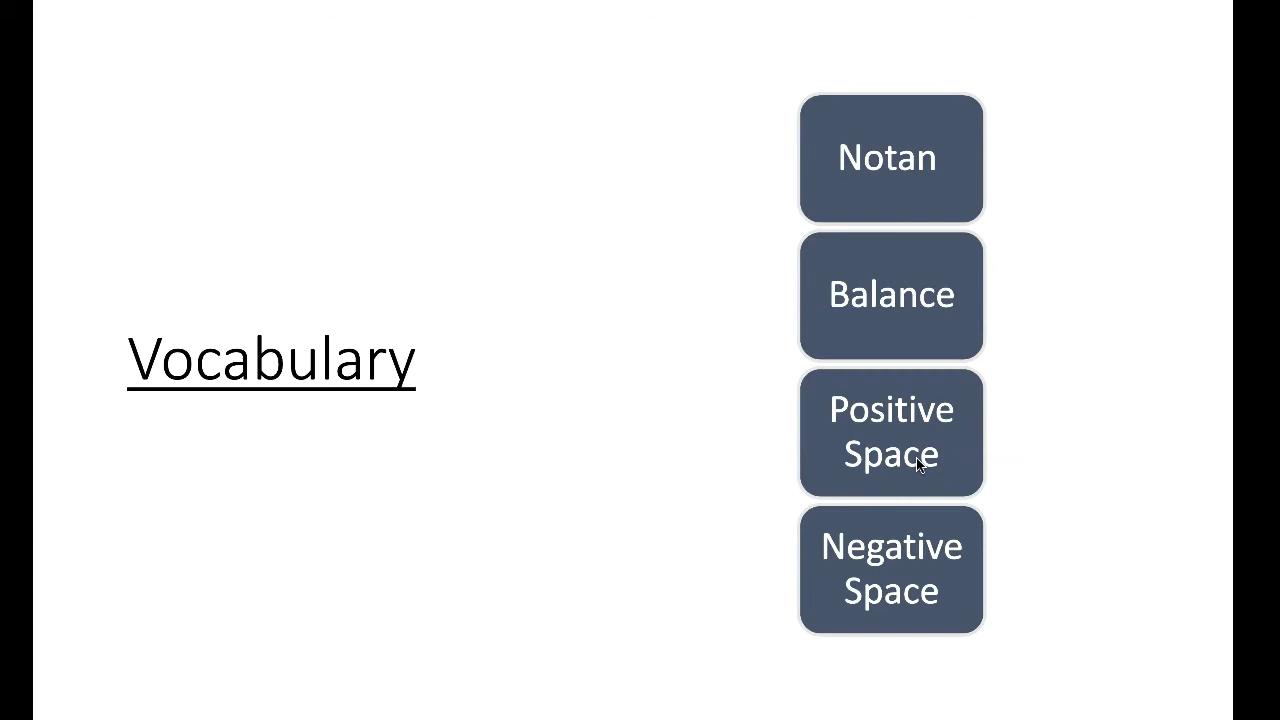 Vocabulary
Notan
Balance
Positive
Space
Negative
Space